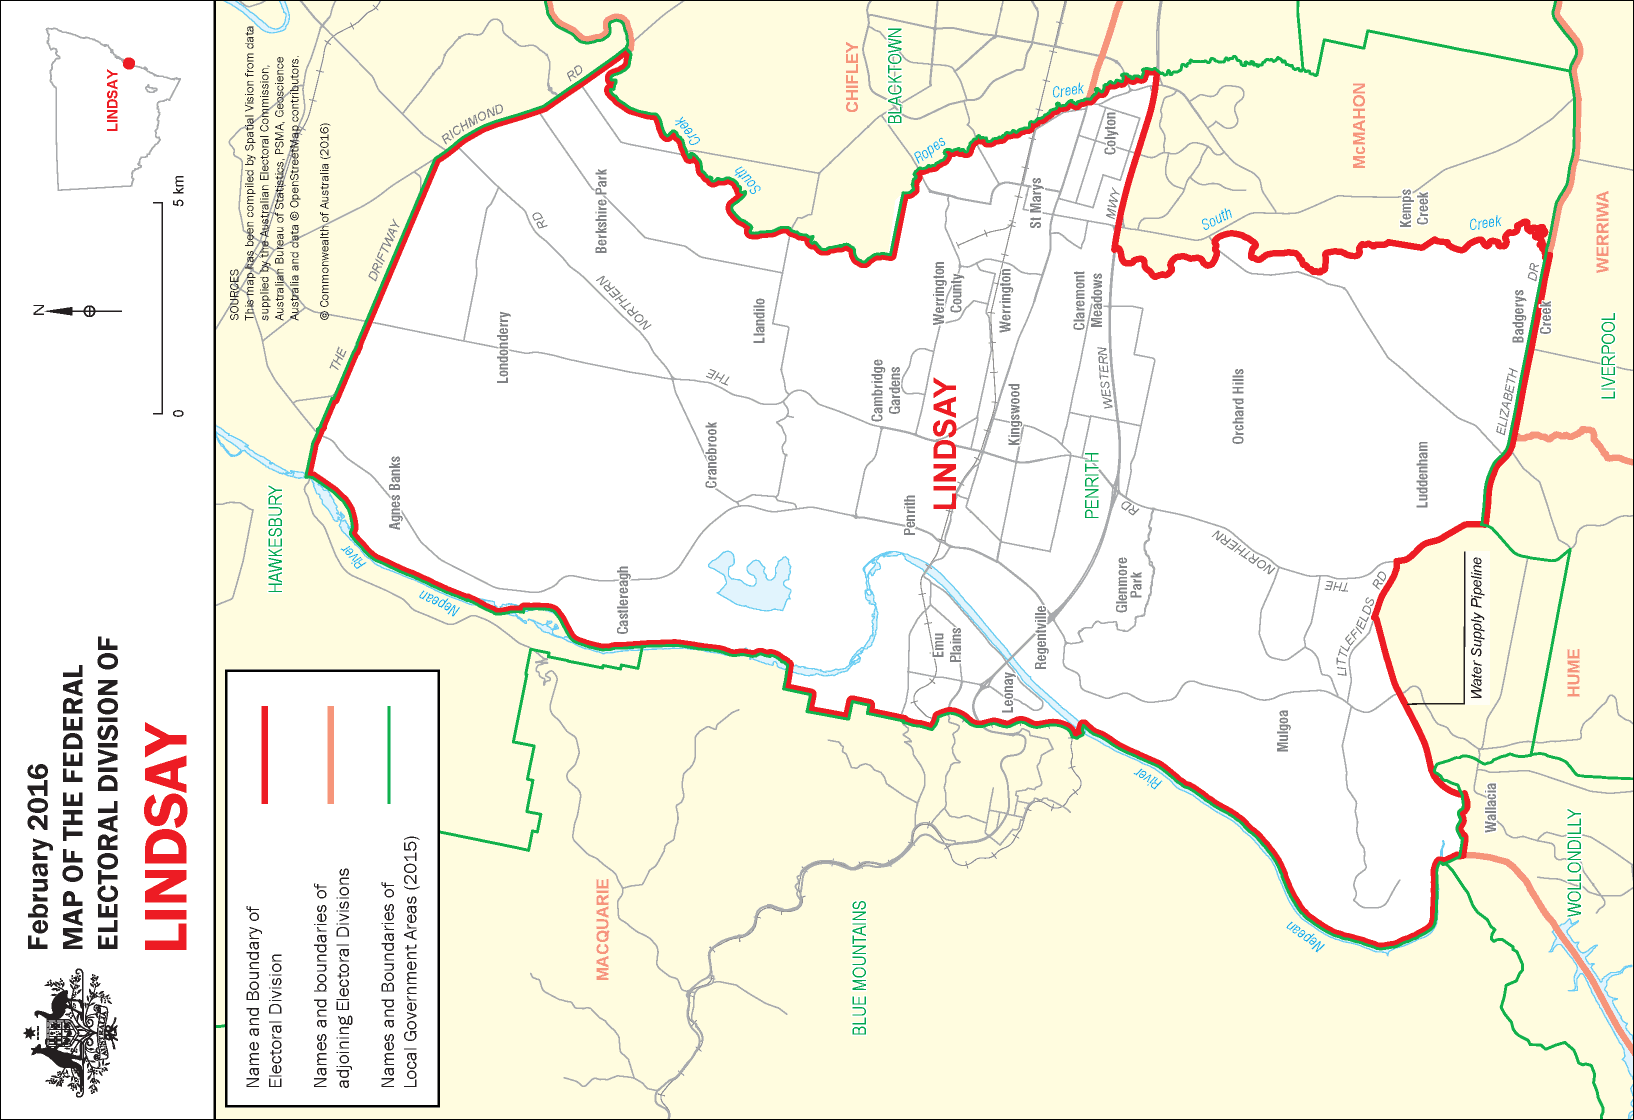 February 2016
MAP OF THE FEDERAL
ELECTORAL DIVISION OF
LINDSAY
N
0
5 km
LINDSAY
SOURCES
This map has been compiled by Spatial Vision from data
supplied by the Australian Electoral Commission,
Australian Bureau of Statistics, PSMA, Geoscience
Australia and data © OpenStreetMap contributors.
© Commonwealth of Australia (2016)
Name and Boundary of
Electoral Division
Names and boundaries of
adjoining Electoral Divisions
Names and Boundaries of
Local Government Areas (2015)
HAWKESBURY
River
Nepean
Agnes Banks
THE
DRIFTWAY
RICHMOND
RD
Londonderry
THE
NORTHERN
RD
Berkshire Park
Creek
South
Castlereagh
Cranebrook
Llandilo
MACQUARIE
BLUE MOUNTAINS
CHIFLEY
BLACKTOWN
Ropes
Creek
Cambridge
Gardens
Werrington
County
Penrith
LINDSAY
Kingswood
Werrington
St Marys
Emu
Plains
Leonay
Regentville
PENRITH
WESTERN
MWY
Claremont
Meadows
Colyton
Glenmore
Park
RD
NORTHERN
THE
Orchard Hills
South
Creek
Kemps
Creek
McMAHON
River
Nepean
Mulgoa
LITTLEFIELDS
RD
Luddenham
Water Supply Pipeline
Wallacia
ELIZABETH
DR
Badgerys
Creek
WOLLONDILLY
HUME
LIVERPOOL
WERRIWA